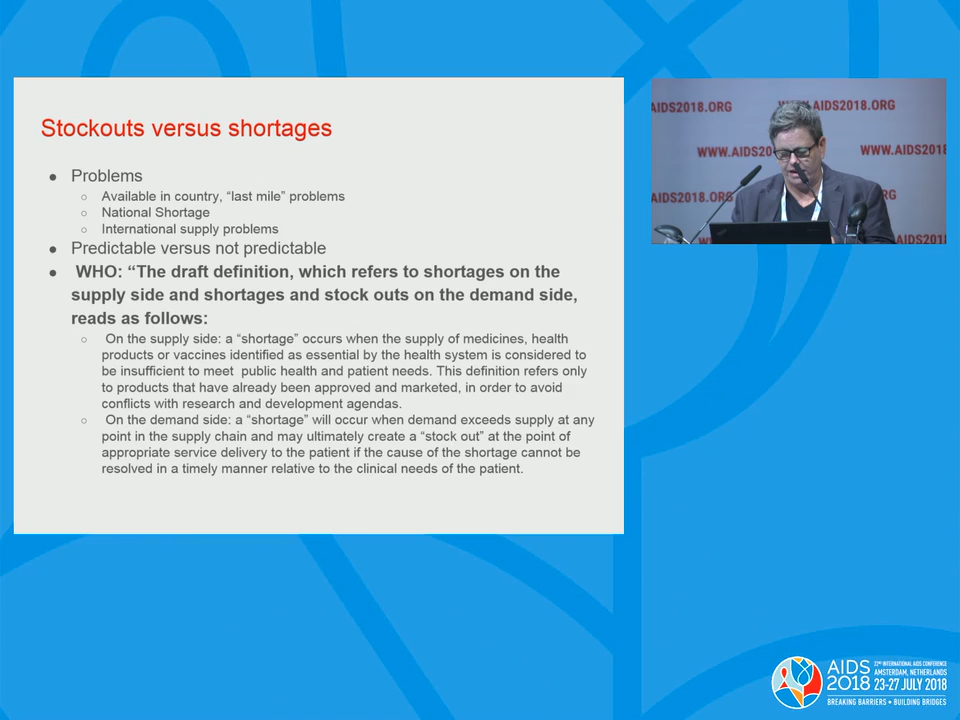 Stockouts versus shortages
● Problems
○ Available in country, “last mile” problems
○ National Shortage
○ International supply problems
● Predictable versus not predictable
● WHO: “The draft definition, which refers to shortages on the
supply side and shortages and stock outs on the demand side,
reads as follows:
○ On the supply side: a “shortage” occurs when the supply of medicines, health
products or vaccines identified as essential by the health system is considered to
be insufficient to meet public health and patient needs. This definition refers only
to products that have already been approved and marketed, in order to avoid
conflicts with research and development agendas.
○ On the demand side: a “shortage” will occur when demand exceeds supply at any
point in the supply chain and may ultimately create a “stock out” at the point of
appropriate service delivery to the patient if the cause of the shortage cannot be
resolved in a timely manner relative to the clinical needs of the patient.
AIDS2018.ORG
WWW.AIDS2018.ORG
WWW.AIDS20
WWW.AIDS2018
AIDS2018.ORG
.ORG
AIDS2018
AIDS 2018
22ND INTERNATIONAL AIDS CONFERENCE
AMSTERDAM, NETHERLANDS
23-27 JULY 2018
BREAKING BARRIERS • BUILDING BRIDGES